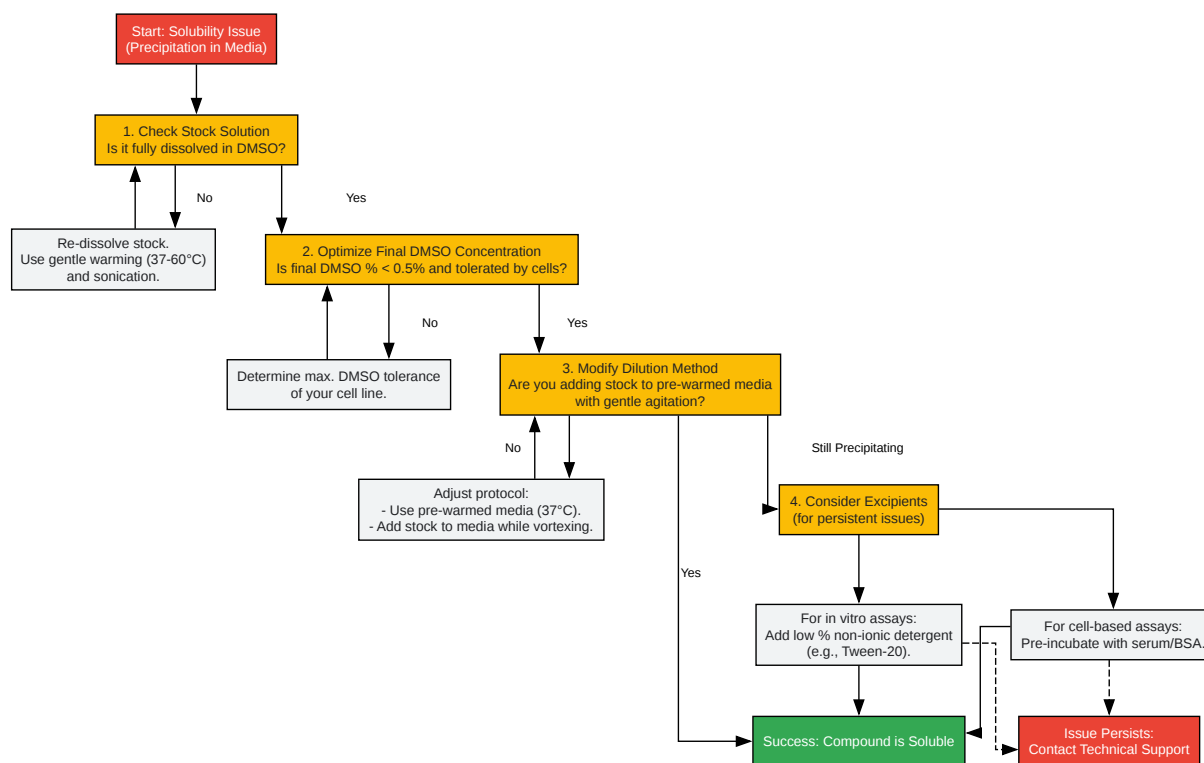 Start: Solubility Issue
(Precipitation in Media)
1. Check Stock Solution
Is it fully dissolved in DMSO?
No
Yes
Re-dissolve stock.
Use gentle warming (37-60°C)
and sonication.
2. Optimize Final DMSO Concentration
Is final DMSO % < 0.5% and tolerated by cells?
No
Yes
Determine max. DMSO tolerance
of your cell line.
3. Modify Dilution Method
Are you adding stock to pre-warmed media
with gentle agitation?
No
Still Precipitating
Adjust protocol:
- Use pre-warmed media (37°C).
- Add stock to media while vortexing.
4. Consider Excipients
(for persistent issues)
Yes
For in vitro assays:
Add low % non-ionic detergent
(e.g., Tween-20).
For cell-based assays:
Pre-incubate with serum/BSA.
Success: Compound is Soluble
Issue Persists:
Contact Technical Support